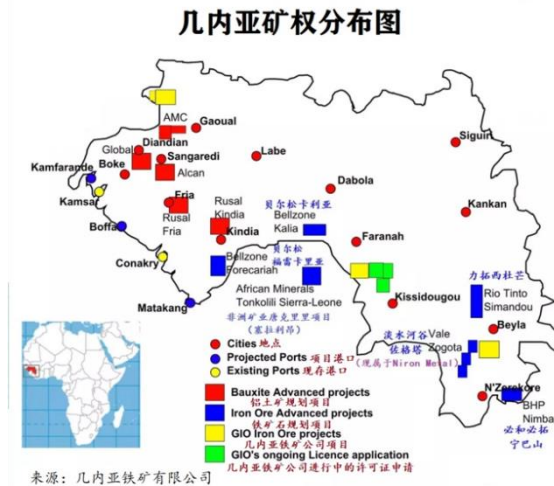 几内亚矿权分布图
AMC
Gaoual
Diandian
Global
Sangaredi
Kamfarande
Boke
Alcan
Kamsar
Fria
Rusal
Fria
Labe
Siguiri
Dabola
Kankan
Rusal
Kindia
Kindia
贝尔松卡利亚
Bellzone
Kalia
Faranah
Boffa
Conakry
Bellzone
Forecariah
贝尔松
福雷卡里亚
African Minerals
Tonkolili Sierra-Leone
非洲矿业唐克里里项目
(塞拉利昂)
Matakang
Kissidougou
力拓西杜芒
Rio Tinto
Simandou
Beyla
淡水河谷Vale
佐格塔 Zogota
(现属于Niron Metal)
N'Zerekore
BHP
Nimba
必和必拓
宁巴山
Cities 地点
Projected Ports 项目港口
Existing Ports 现存港口
Bauxite Advanced projects
铝土矿规划项目
Iron Ore Advanced projects
铁矿石规划项目
GIO Iron Ore projects
几内亚铁矿公司项目
GIO's ongoing Licence application
几内亚铁矿公司进行中的许可证申请
来源：几内亚铁矿有限公司